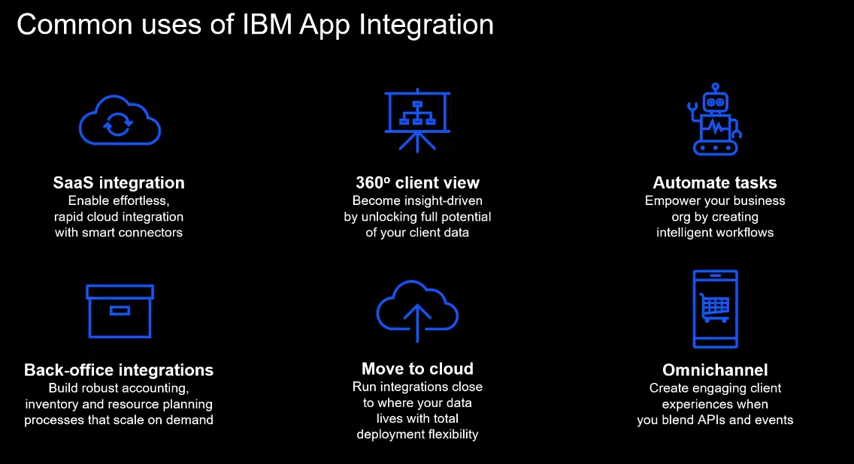 Common uses of IBM App Integration
SaaS integration
Enable effortless,
rapid cloud integration
with smart connectors
360º client view
Become insight-driven
by unlocking full potential
of your client data
Automate tasks
Empower your business
org by creating
intelligent workflows
Back-office integrations
Build robust accounting,
inventory and resource planning
processes that scale on demand
Move to cloud
Run integrations close
to where your data
lives with total
deployment flexibility
Omnichannel
Create engaging client
experiences when
you blend APIs and events